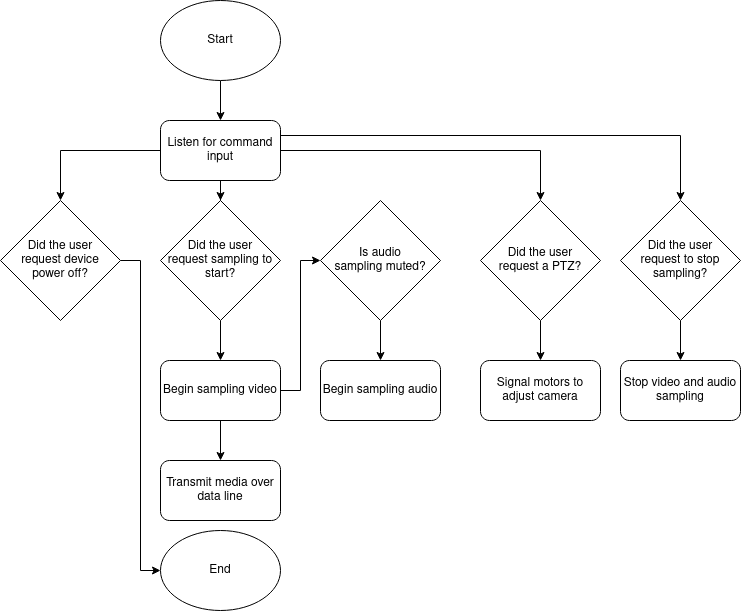 Start
Listen for command
input
Did the user
request device
power off?
Did the user
request sampling to
start?
Is audio
sampling muted?
Did the user
request a PTZ?
Did the user
request to stop
sampling?
Begin sampling video
Begin sampling audio
Signal motors to
adjust camera
Stop video and audio
sampling
Transmit media over
data line
End